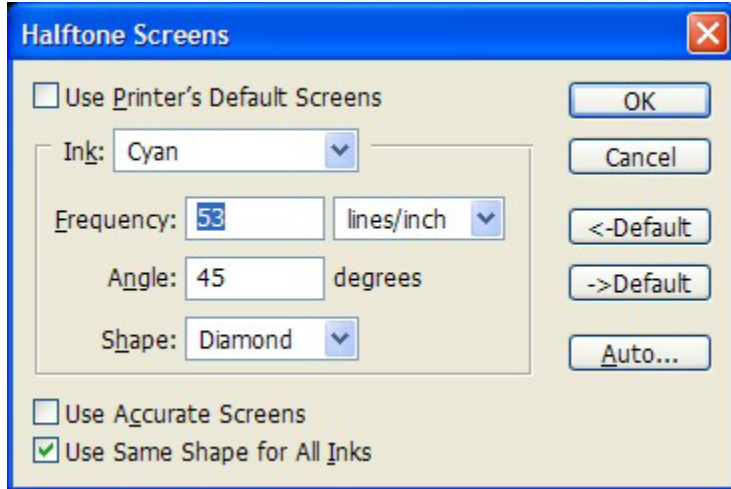 Halftone Screens
Use Printer's Default Screens
OK
Ink: Cyan
Cancel
Frequency: 53 lines/inch
<-Default
Angle: 45 degrees
->Default
Shape: Diamond
Auto...
Use Accurate Screens
Use Same Shape for All Inks